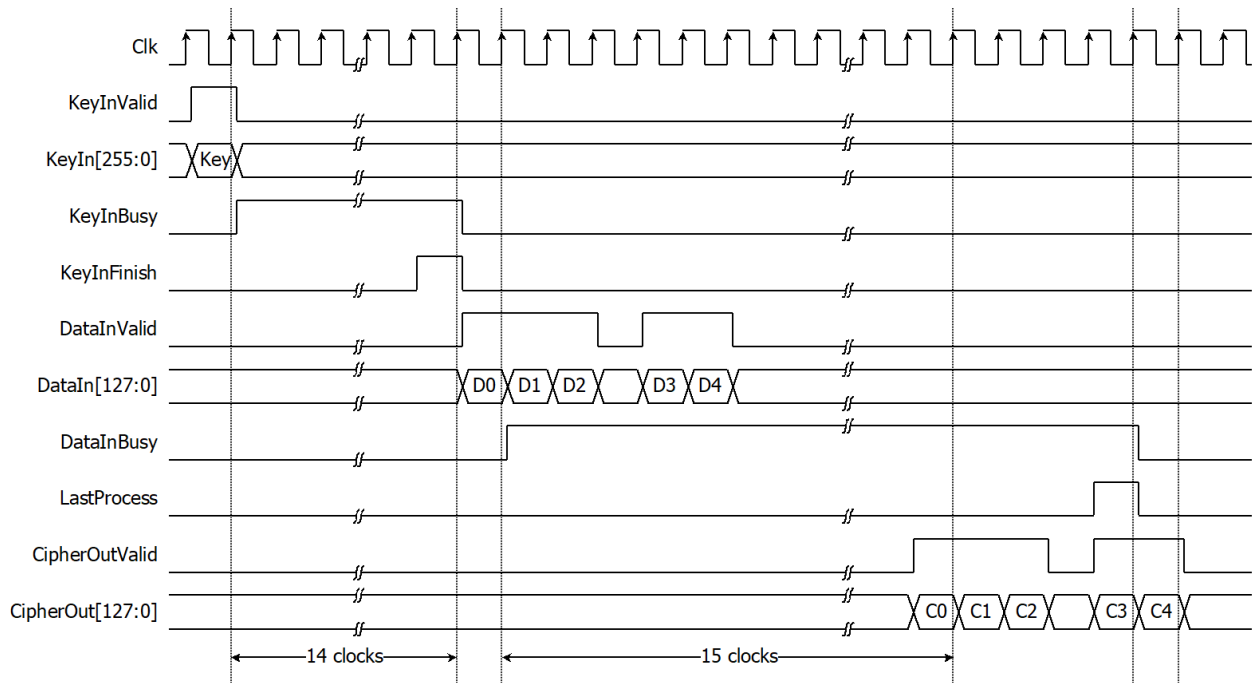 Clk
KeyInValid
KeyIn[255:0]
Key
KeyInBusy
KeyInFinish
DataInValid
DataIn[127:0]
D0 D1 D2 D3 D4
DataInBusy
LastProcess
CipherOutValid
CipherOut[127:0]
C0 C1 C2 C3 C4
14 clocks
15 clocks